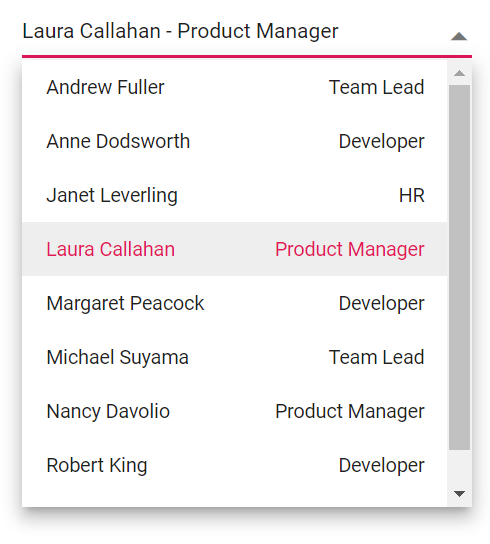 Laura Callahan - Product Manager
Andrew Fuller Team Lead
Anne Dodsworth Developer
Janet Leverling HR
Laura Callahan Product Manager
Margaret Peacock Developer
Michael Suyama Team Lead
Nancy Davolio Product Manager
Robert King Developer